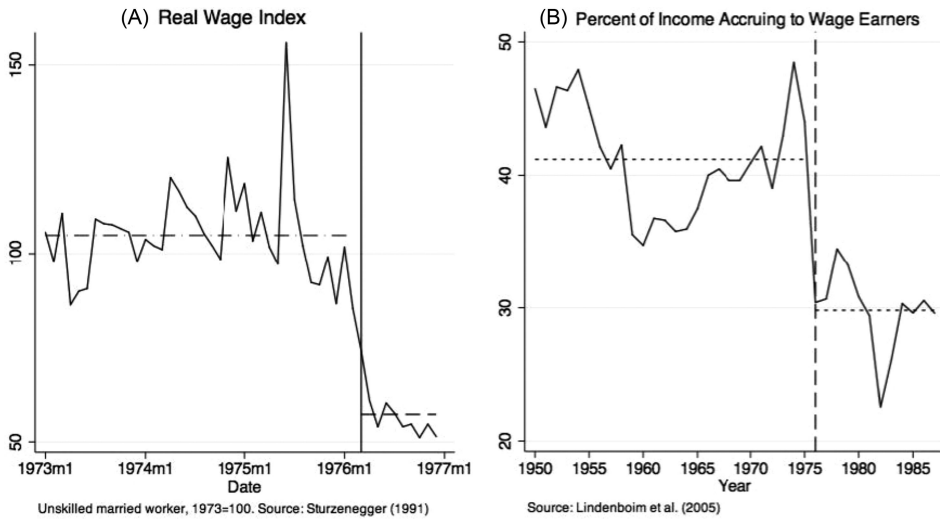 (A) Real Wage Index
150
100
50
1973m1 1974m1 1975m1 1976m1 1977m1
Date
Unskilled married worker, 1973=100. Source: Sturzenegger (1991)
(B) Percent of Income Accruing to Wage Earners
50
40
30
20
1950 1955 1960 1965 1970 1975 1980 1985
Year
Source: Lindenboim et al. (2005)